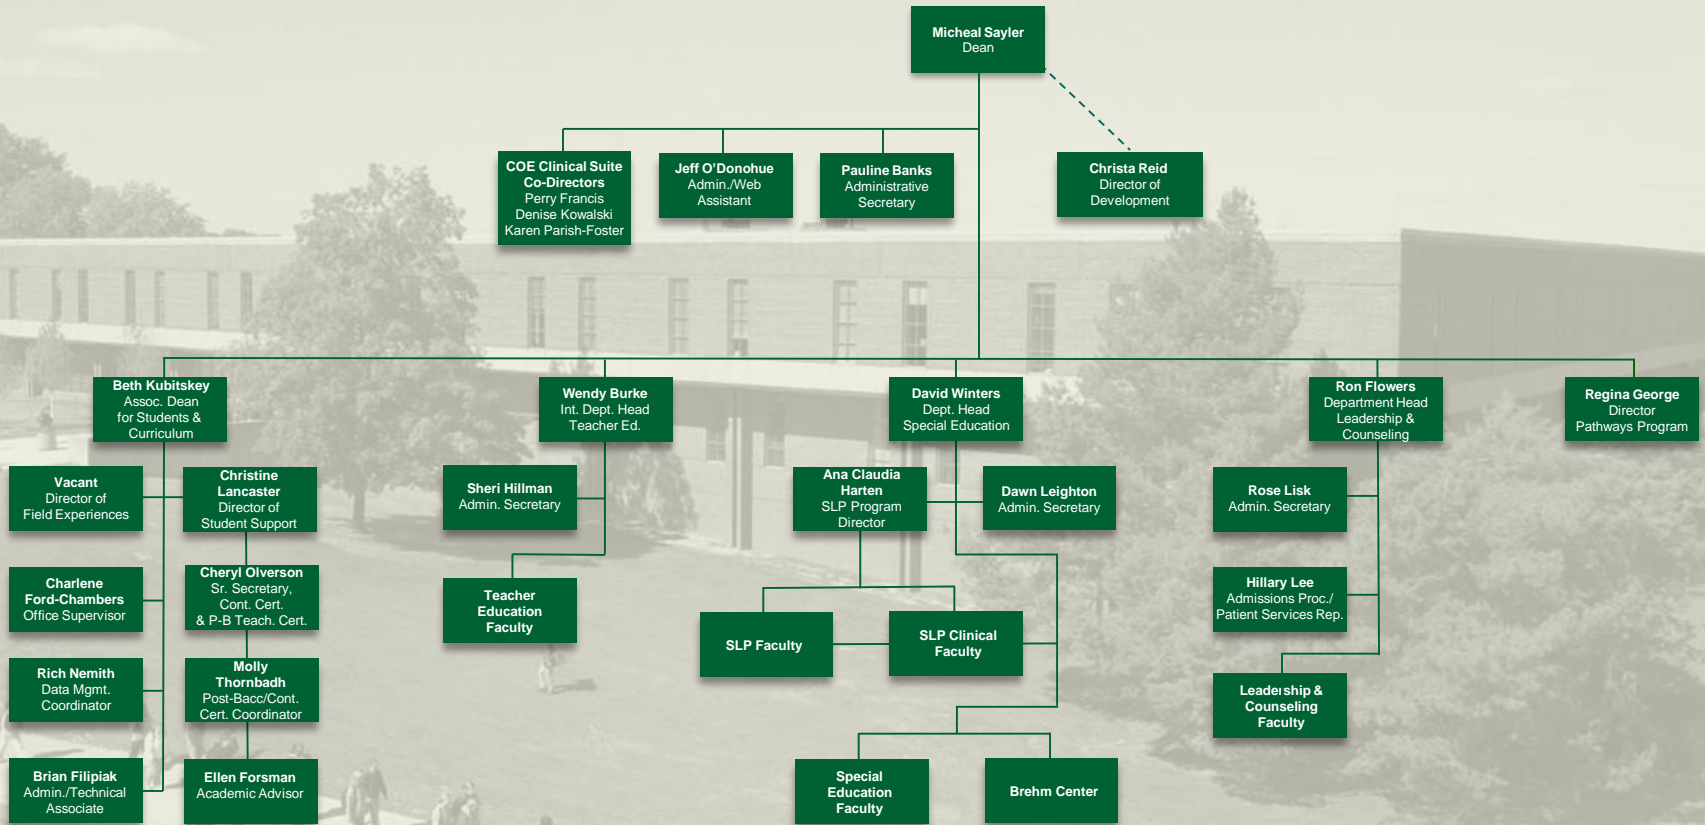 Micheal Sayler
Dean
COE Clinical Suite
Co-Directors
Perry Francis
Denise Kowalski
Karen Parish-Foster
Jeff O’Donohue
Admin./Web
Assistant
Pauline Banks
Administrative
Secretary
Christa Reid
Director of
Development
Beth Kubitskey
Assoc. Dean
for Students &
Curriculum
Wendy Burke
Int. Dept. Head
Teacher Ed.
David Winters
Dept. Head
Special Education
Ron Flowers
Department Head
Leadership &
Counseling
Regina George
Director
Pathways Program
Vacant
Director of
Field Experiences
Christine
Lancaster
Director of
Student Support
Sheri Hillman
Admin. Secretary
Ana Claudia
Harten
SLP Program
Director
Dawn Leighton
Admin. Secretary
Rose Lisk
Admin. Secretary
Charlene
Ford-Chambers
Office Supervisor
Cheryl Olverson
Sr. Secretary,
Cont. Cert.
& P-B Teach. Cert.
Teacher
Education
Faculty
SLP Faculty
SLP Clinical
Faculty
Hillary Lee
Admissions Proc./
Patient Services Rep.
Rich Nemith
Data Mgmt.
Coordinator
Molly
Thornbadh
Post-Bacc/Cont.
Cert. Coordinator
Leadership &
Counseling
Faculty
Brian Filipiak
Admin./Technical
Associate
Ellen Forsman
Academic Advisor
Special
Education
Faculty
Brehm Center